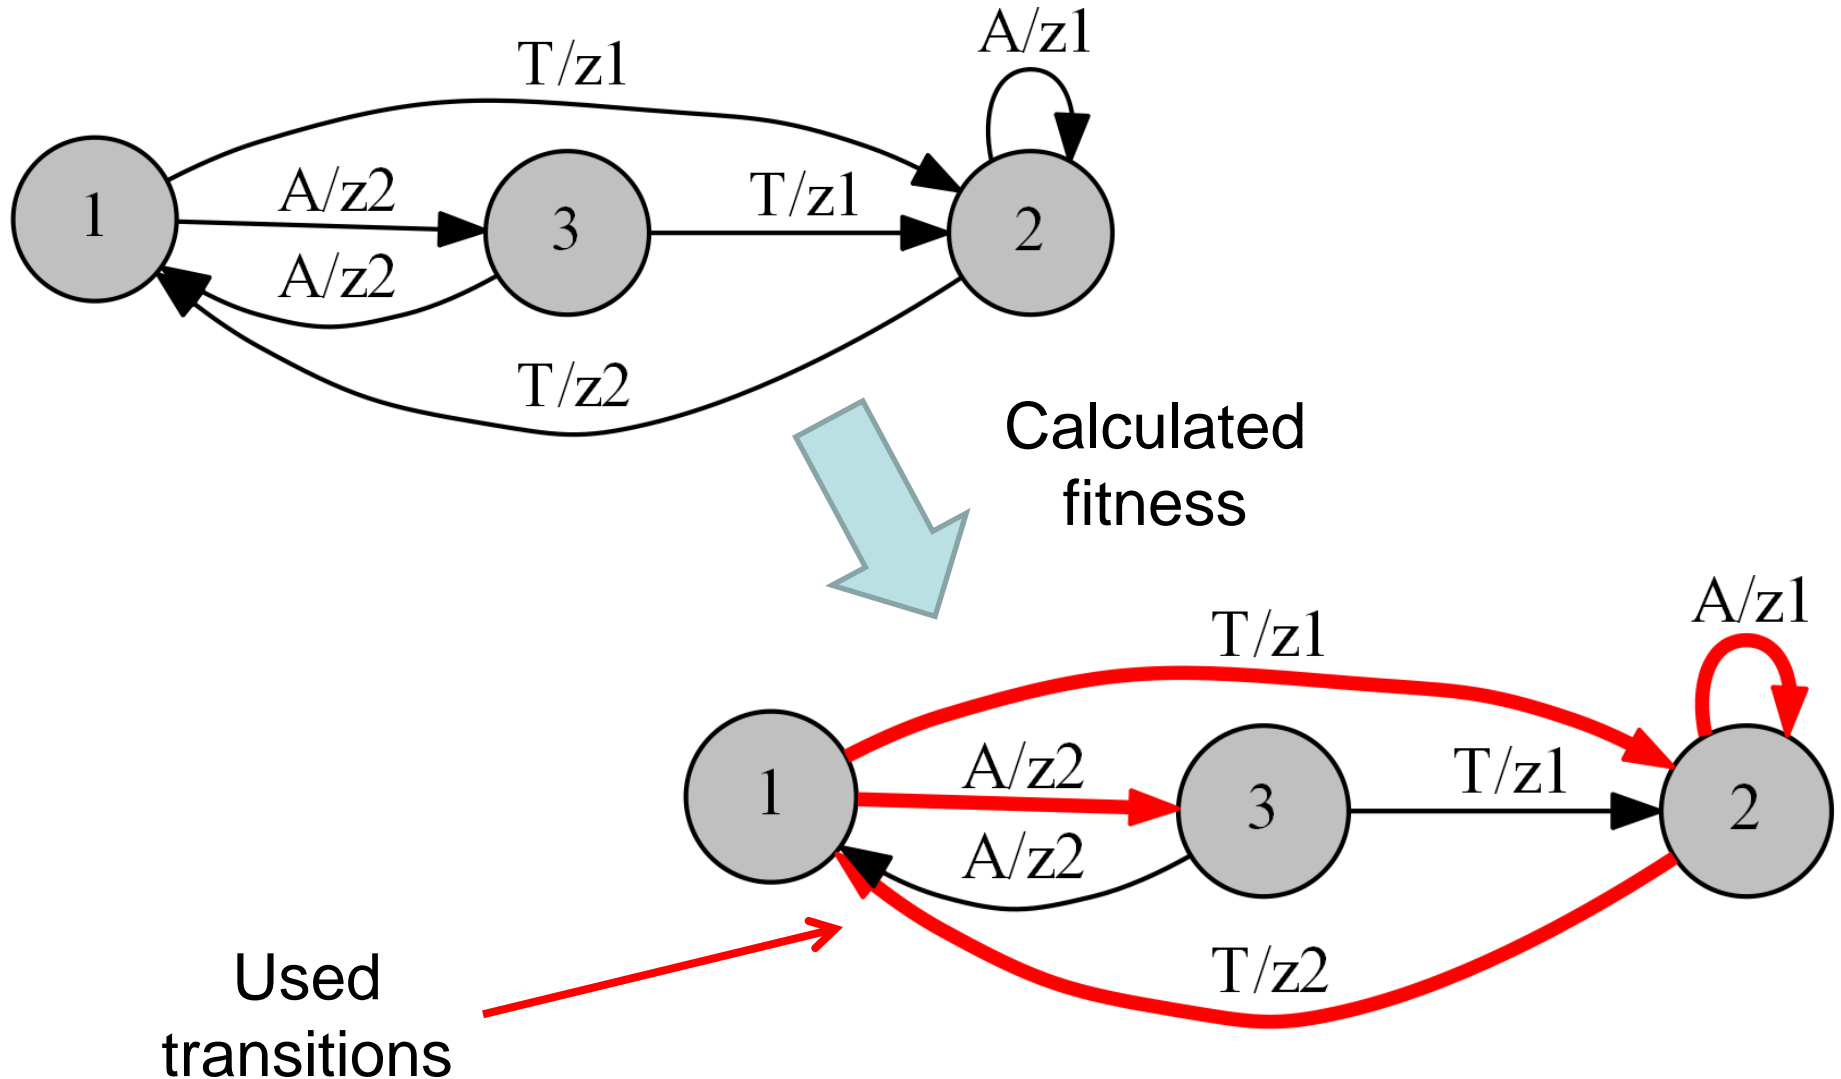 A/z1
T/z1
A/z2
T/z1
1
3
2
A/z2
T/z2
Calculated
fitness
A/z1
T/z1
A/z2
T/z1
1
3
2
A/z2
T/z2
Used
transitions